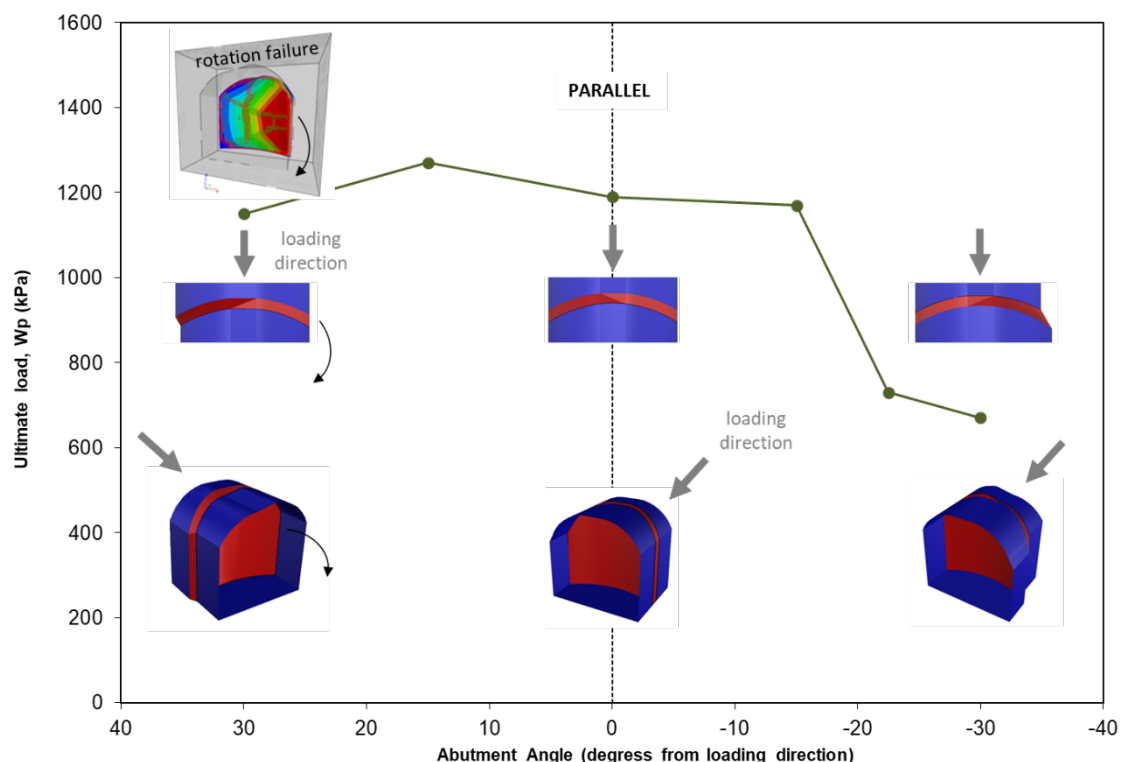 1600
1400
1200
1000
800
600
400
200
0
Ultimate load, Wp (kPa)
rotation failure
PARALLEL
loading
direction
loading
direction
40
30
20
10
0
-10
-20
-30
-40
Abutment Angle (degress from loading direction)